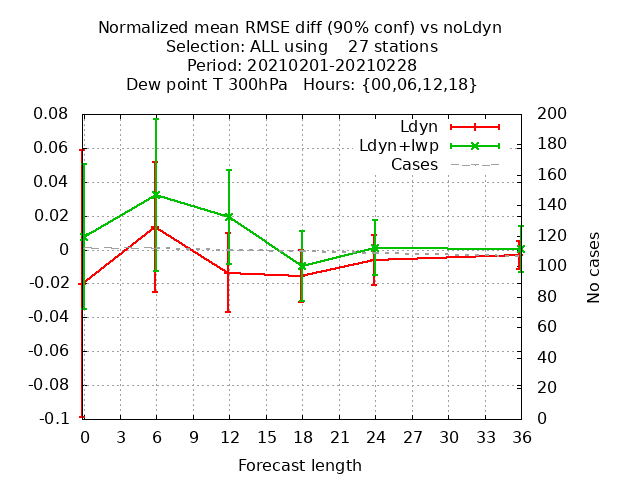 Normalized mean RMSE diff (90% conf) vs noLdyn
Selection: ALL using    27 stations
Period: 20210201-20210228
Dew point T 300hPa   Hours: {00,06,12,18}
Ldyn
Ldyn+lwp
Cases
0.08
0.06
0.04
0.02
0
-0.02
-0.04
-0.06
-0.08
-0.1
200
180
160
140
120
100
80
60
40
20
0
No cases
0 3 6 9 12 15 18 21 24 27 30 33 36
Forecast length